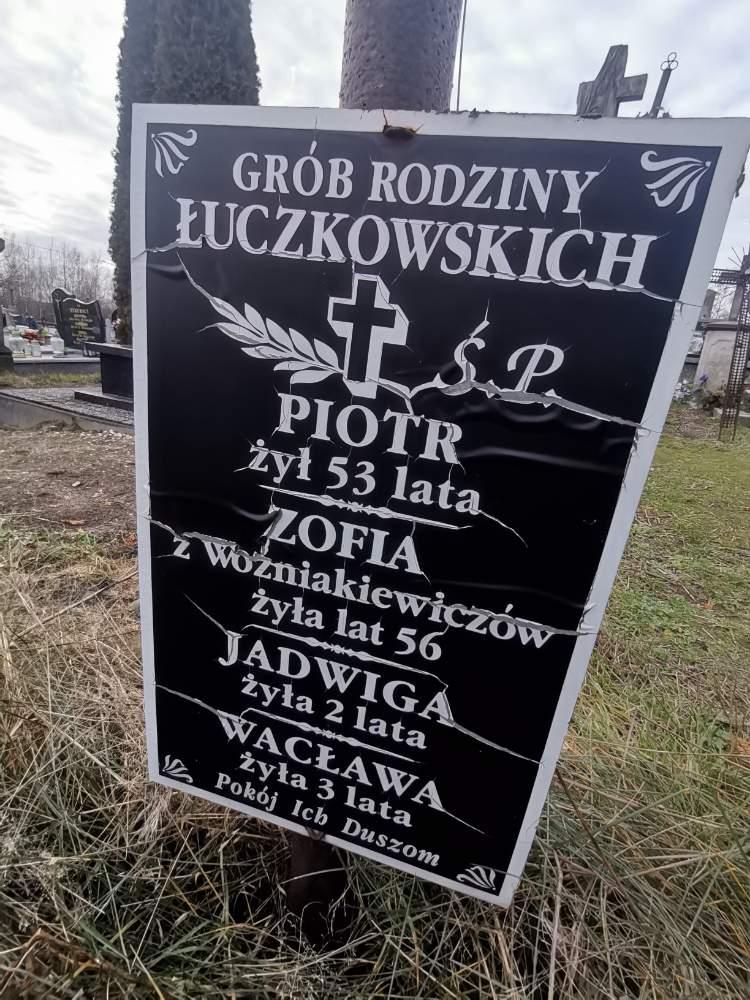 GRÓB RODZINY
ŁUCZKOWSKICH
Ś.P.
PIOTR
żył 53 lata
ZOFIA
z Woźniakiewiczów
żyła lat 56
JADWIGA
żyła 2 lata
WACŁAWA
żyła 3 lata
Pokój Ich Duszom